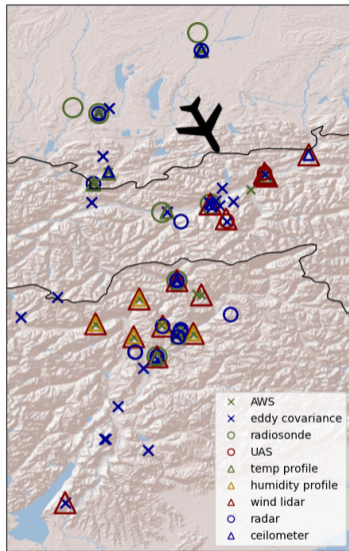 AWS
eddy covariance
radiosonde
UAS
temp profile
humidity profile
wind lidar
radar
ceilometer